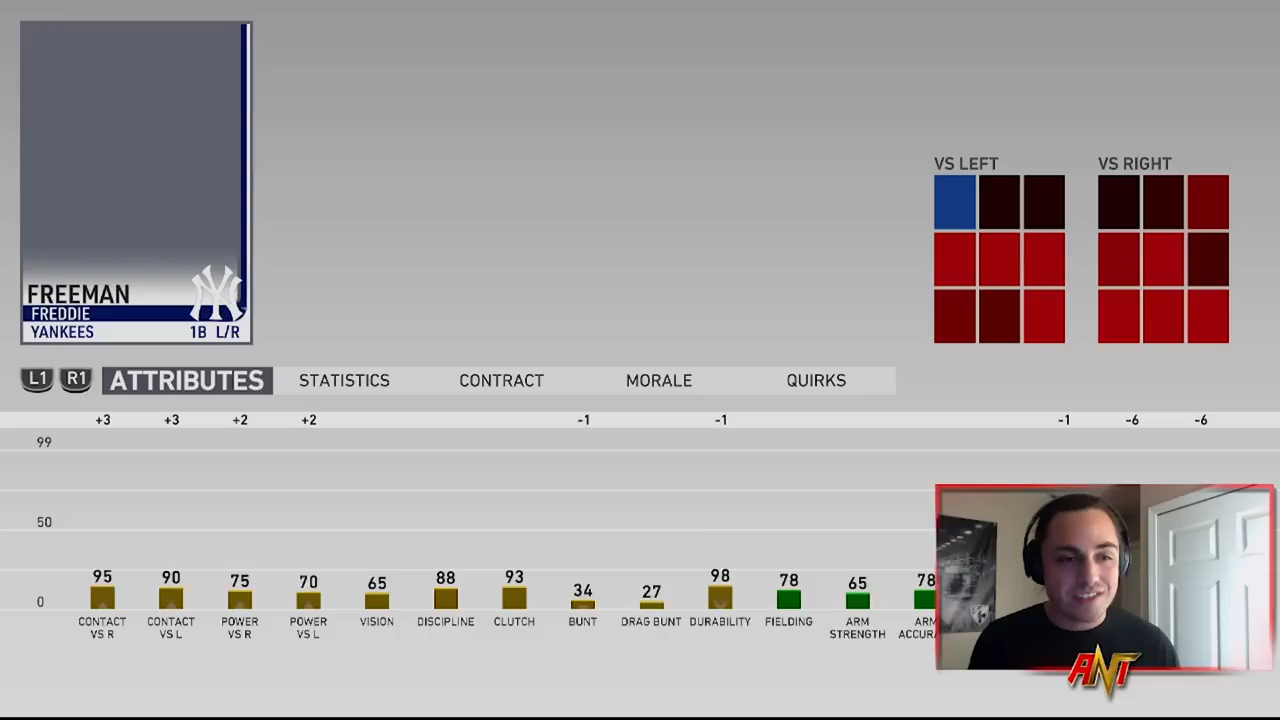 FREEMAN
FREDDIE
YANKEES 1B L/R
VS LEFT VS RIGHT
L1 R1 ATTRIBUTES STATISTICS CONTRACT MORALE QUIRKS
+3 +3 +2 +2 -1 -1 -1 -6 -6
99
50
0
95 90 75 70 65 88 93 34 27 98 78 65 78
CONTACT VS R
CONTACT VS L
POWER VS R
POWER VS L
VISION
DISCIPLINE
CLUTCH
BUNT
DRAG BUNT
DURABILITY
FIELDING
ARM STRENGTH
ARM ACCURA
ANT